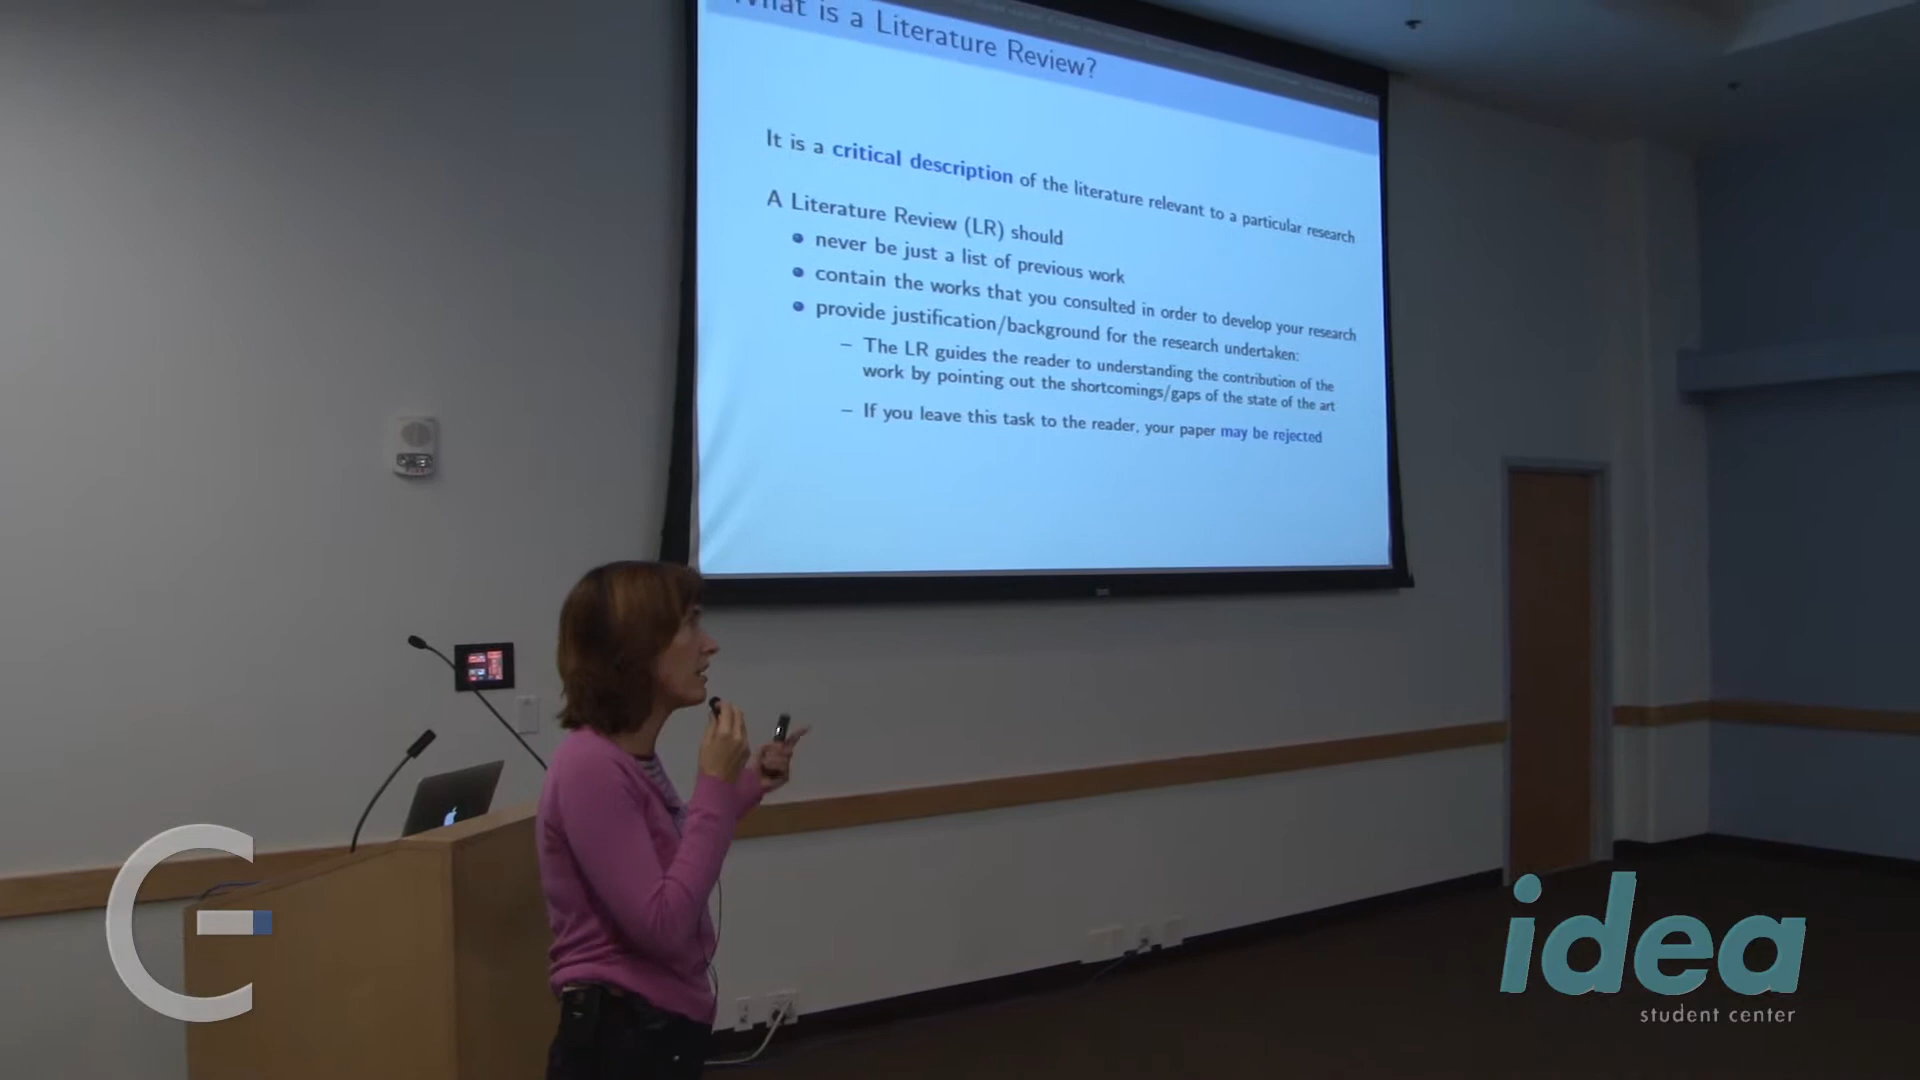 What is a Literature Review?
It is a critical description of the literature relevant to a particular research
A Literature Review (LR) should
never be just a list of previous work
contain the works that you consulted in order to develop your research
provide justification/background for the research undertaken:
– The LR guides the reader to understanding the contribution of the
work by pointing out the shortcomings/gaps of the state of the art
– If you leave this task to the reader, your paper may be rejected
idea
student center